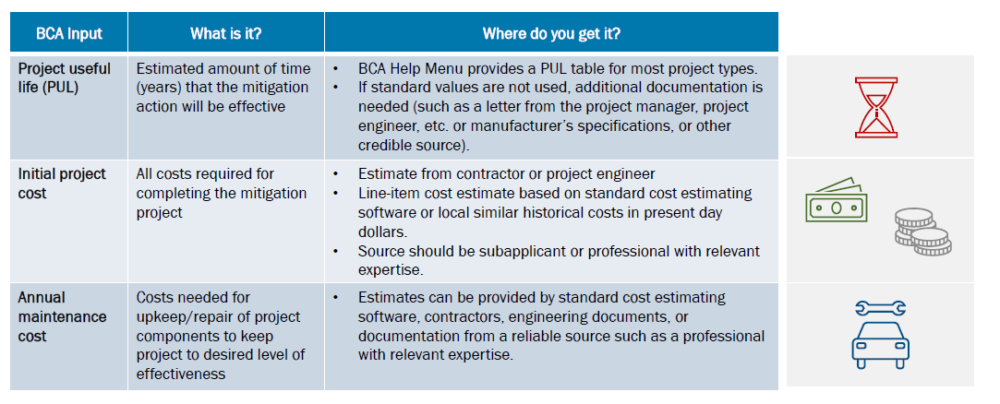 BCA Input
What is it?
Where do you get it?
Project useful
life (PUL)
Estimated amount of time
(years) that the mitigation
action will be effective
• BCA Help Menu provides a PUL table for most project types.
• If standard values are not used, additional documentation is
needed (such as a letter from the project manager, project
engineer, etc. or manufacturer's specifications, or other
credible source).
Initial project
cost
All costs required for
completing the mitigation
project
• Estimate from contractor or project engineer
• Line-item cost estimate based on standard cost estimating
software or local similar historical costs in present day
dollars.
• Source should be subapplicant or professional with relevant
expertise.
Annual
maintenance
cost
Costs needed for
upkeep/repair of project
components to keep
project to desired level of
effectiveness
• Estimates can be provided by standard cost estimating
software, contractors, engineering documents, or
documentation from a reliable source such as a professional
with relevant expertise.